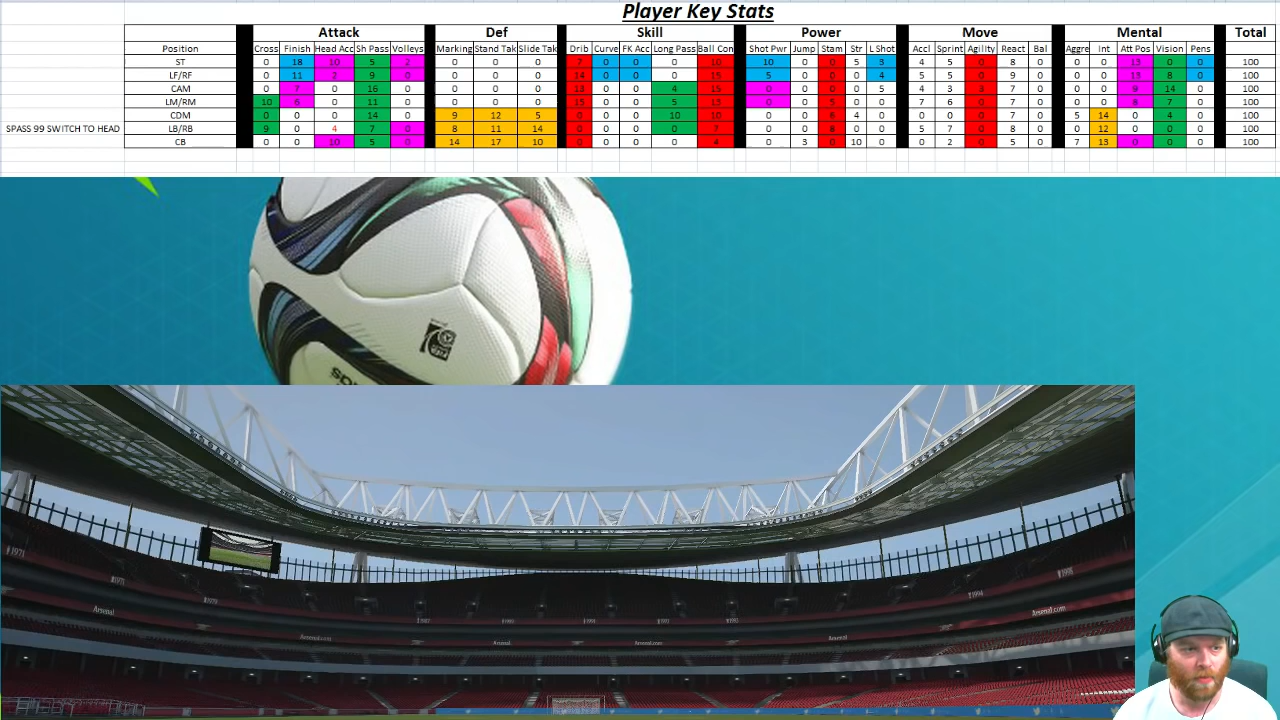 Player Key Stats
Attack Def Skill Power Move Mental Total
Position Cross Finish Head Acc Sh Pass Volleys Marking Stand Tak Slide Tak Drib Curve FK Acc Long Pass Ball Con Shot Pwr Jump Stam Str L Shot Accl Sprint Agility React Bal Aggre Int Att Pos Vision Pens
ST 0 18 10 5 2 0 0 0 7 0 0 0 10 10 0 0 5 3 4 5 0 8 0 0 0 13 0 0 100
LF/RF 0 11 2 9 0 0 0 0 14 0 0 0 15 5 0 0 0 4 5 5 0 9 0 0 0 13 8 0 100
CAM 0 7 0 16 0 0 0 0 13 0 0 4 15 0 0 0 0 0 4 3 3 7 0 0 0 9 14 0 100
LM/RM 10 6 0 11 0 0 0 0 15 0 0 5 13 0 0 5 0 0 7 6 0 7 0 0 0 8 7 0 100
CDM 0 0 0 14 0 9 12 5 0 0 0 10 10 0 0 6 4 0 0 0 0 7 0 5 14 0 4 0 100
SPASS 99 SWITCH TO HEAD LB/RB 9 0 4 7 0 8 11 14 0 0 0 0 7 0 0 8 0 0 5 7 0 8 0 0 12 0 0 0 100
CB 0 0 10 5 0 14 17 10 0 0 0 0 4 0 3 0 10 0 0 2 0 5 0 7 13 0 0 0 100
Arsenal
Arsenal.com
Arsenal.com
Arsenal
Arsenal.com